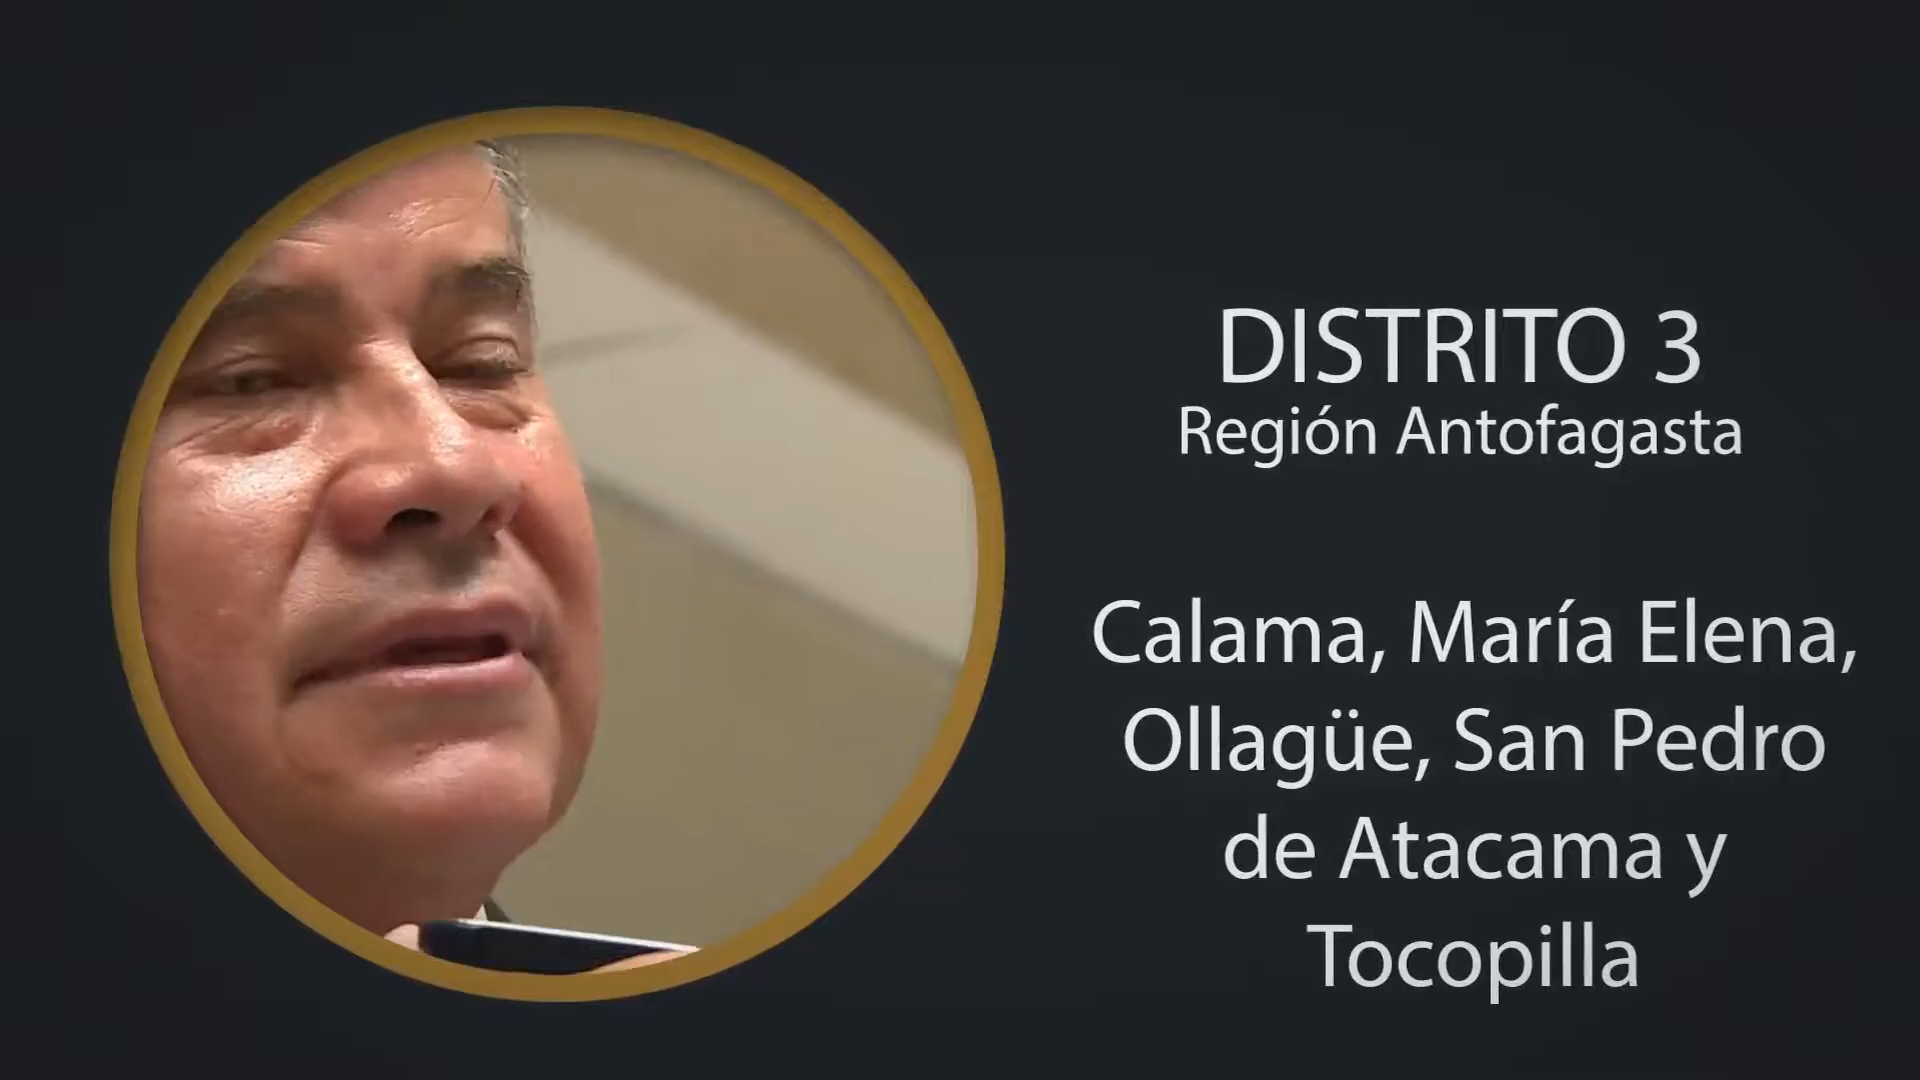 DISTRITO 3
Región Antofagasta
Calama, María Elena,
Ollagüe, San Pedro
de Atacama y
Tocopilla